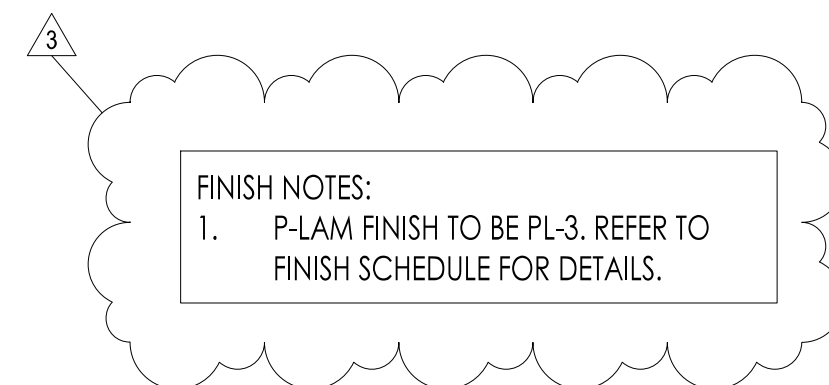 3
FINISH NOTES:
1. P-LAM FINISH TO BE PL-3. REFER TO
FINISH SCHEDULE FOR DETAILS.